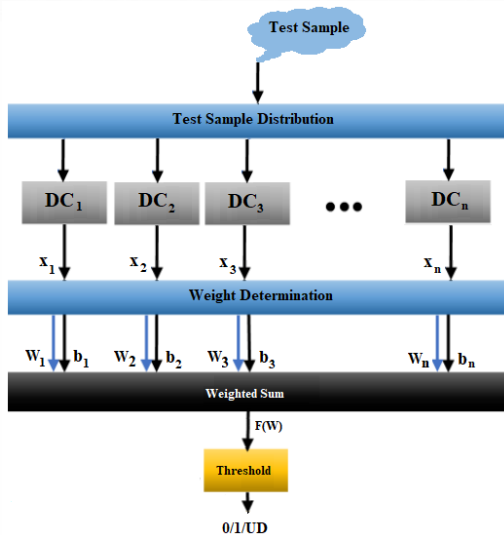 Test Sample
Test Sample Distribution
DC1 DC2 DC3 ••• DCn
x1 x2 x3 xn
Weight Determination
W1 b1 W2 b2 W3 b3 Wn bn
Weighted Sum
F(W)
Threshold
0/1/UD